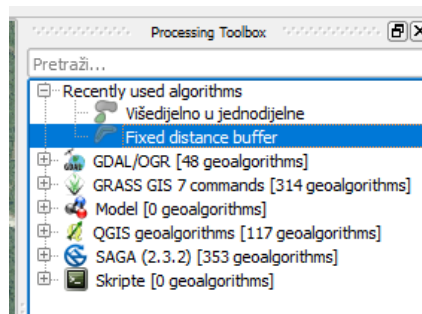 Processing Toolbox
Pretraži...
Recently used algorithms
Višedijelno u jednodijelne
Fixed distance buffer
GDAL/OGR [48 geoalgorithms]
GRASS GIS 7 commands [314 geoalgorithms]
Model [0 geoalgorithms]
QGIS geoalgorithms [117 geoalgorithms]
SAGA (2.3.2) [353 geoalgorithms]
Skripte [0 geoalgorithms]